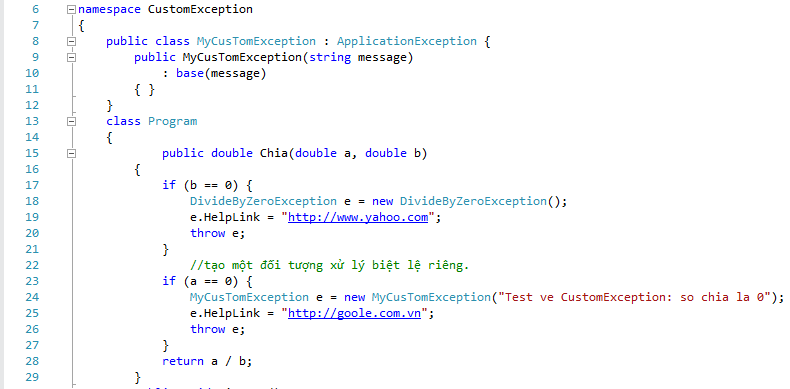 6 namespace CustomException
7 {
8 public class MyCusTomException : ApplicationException {
9 public MyCusTomException(string message)
10 : base(message)
11 { }
12 }
13 class Program
14 {
15 public double Chia(double a, double b)
16 {
17 if (b == 0) {
18 DivideByZeroException e = new DivideByZeroException();
19 e.HelpLink = "http://www.yahoo.com";
20 throw e;
21 }
22 //tạo một đối tượng xử lý biệt lệ riêng.
23 if (a == 0) {
24 MyCusTomException e = new MyCusTomException("Test ve CustomException: so chia la 0");
25 e.HelpLink = "http://goole.com.vn";
26 throw e;
27 }
28 return a / b;
29 }